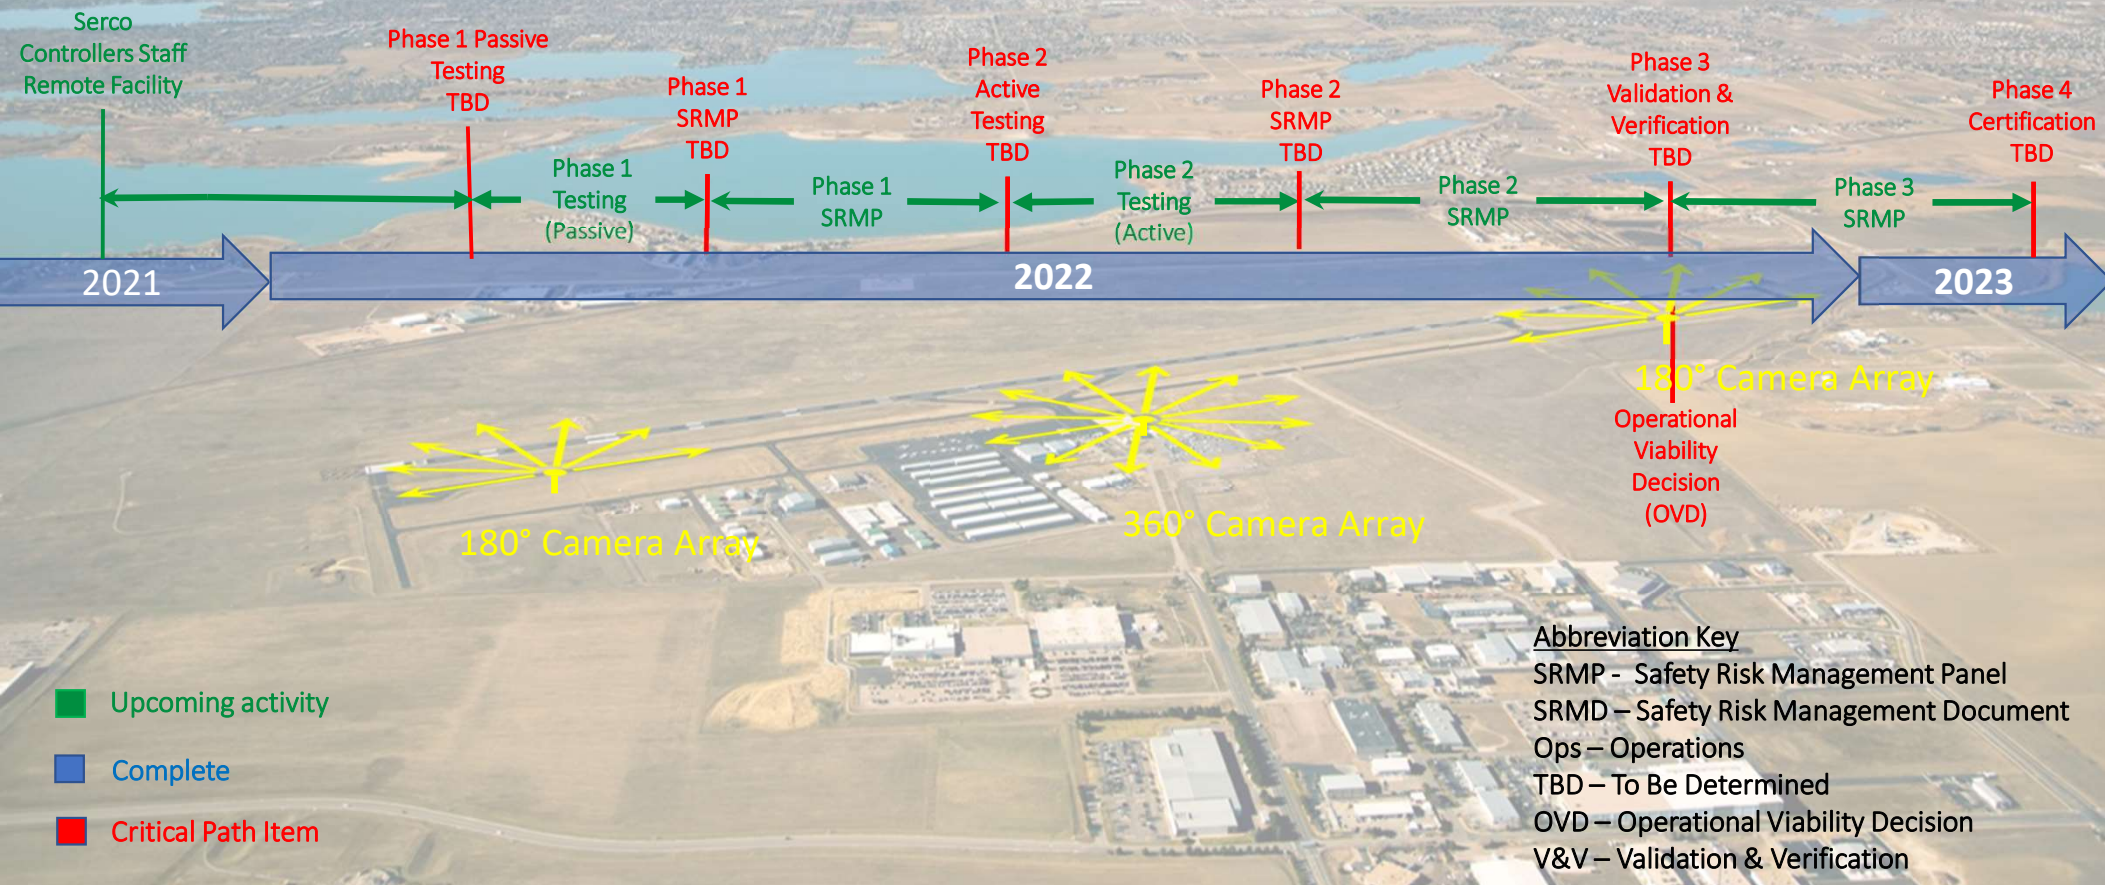 Serco
Controllers Staff
Remote Facility
Phase 1 Passive
Testing
TBD
Phase 1
SRMP
TBD
Phase 2
Active
Testing
TBD
Phase 2
SRMP
TBD
Phase 3
Validation &
Verification
TBD
Phase 4
Certification
TBD
Phase 1
Testing
(Passive)
Phase 1
SRMP
Phase 2
Testing
(Active)
Phase 2
SRMP
Phase 3
SRMP
2021
2022
2023
180° Camera Array
360° Camera Array
180° Camera Array
Operational
Viability
Decision
(OVD)
Upcoming activity
Complete
Critical Path Item
Abbreviation Key
SRMP - Safety Risk Management Panel
SRMD – Safety Risk Management Document
Ops – Operations
TBD – To Be Determined
OVD – Operational Viability Decision
V&V – Validation & Verification